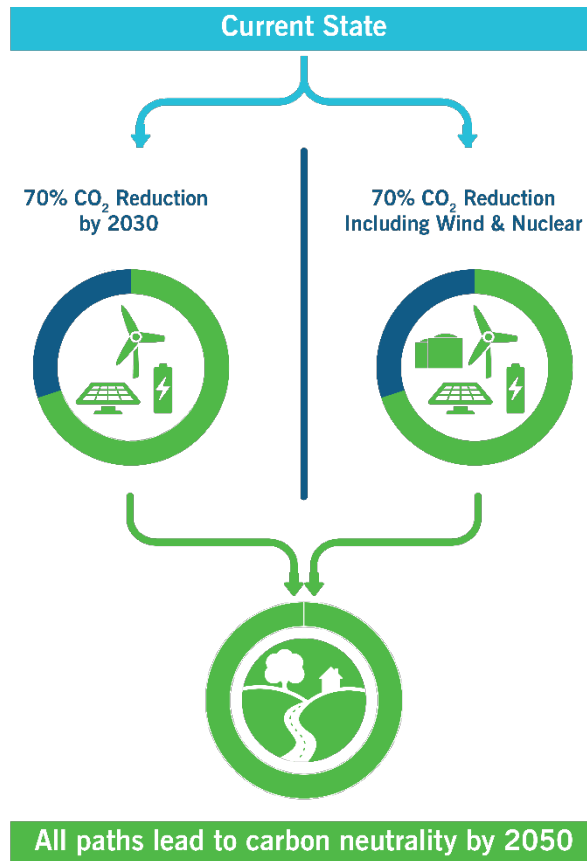 Current State
70% CO₂ Reduction
by 2030
70% CO₂ Reduction
Including Wind & Nuclear
All paths lead to carbon neutrality by 2050